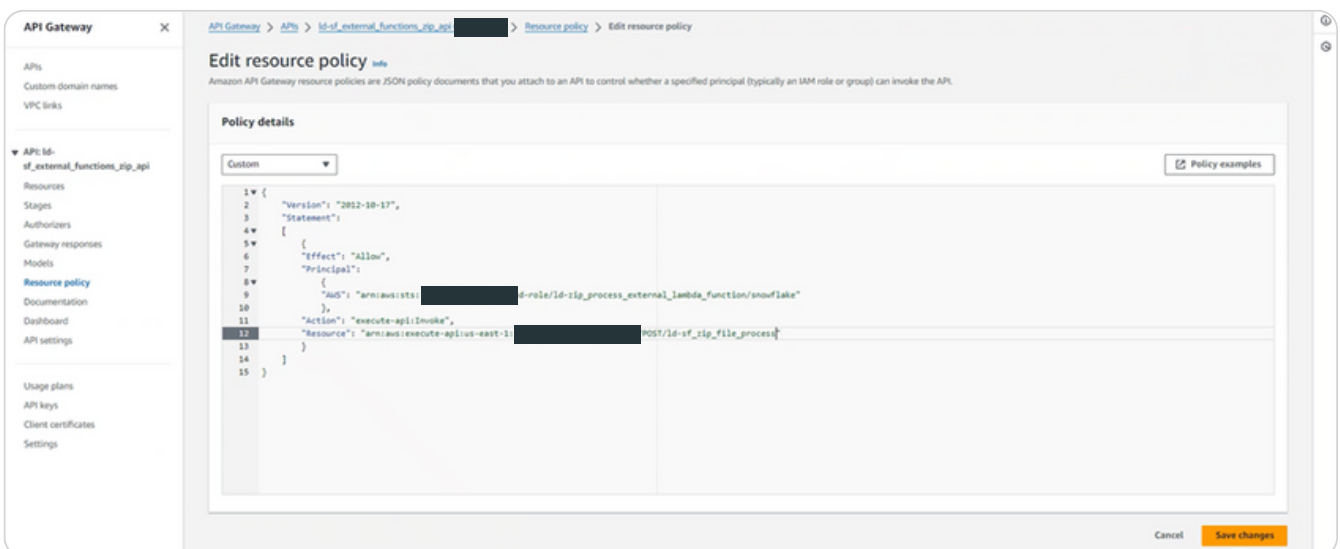 API Gateway
API Gateway > APIs > ld-sf_external_functions_zip_api > Resource policy > Edit resource policy
APIs
Custom domain names
VPC links
API: ld-
sf_external_functions_zip_api
Resources
Stages
Authorizers
Gateway responses
Models
Resource policy
Documentation
Dashboard
API settings
Usage plans
API keys
Client certificates
Settings
Edit resource policy Info
Amazon API Gateway resource policies are JSON policy documents that you attach to an API to control whether a specified principal (typically an IAM role or group) can invoke the API.
Policy details
Custom
Policy examples
1 {
2 "Version": "2012-10-17",
3 "Statement":
4 [
5 {
6 "Effect": "Allow",
7 "Principal":
8 {
9 "AWS": "arn:aws:sts: d-role/ld-zip_process_external_lambda_function/snowflake"
10 },
11 "Action": "execute-api:Invoke",
12 "Resource": "arn:aws:execute-api:us-east-1: /POST/ld-sf_zip_file_process"
13 }
14 ]
15 }
Cancel
Save changes